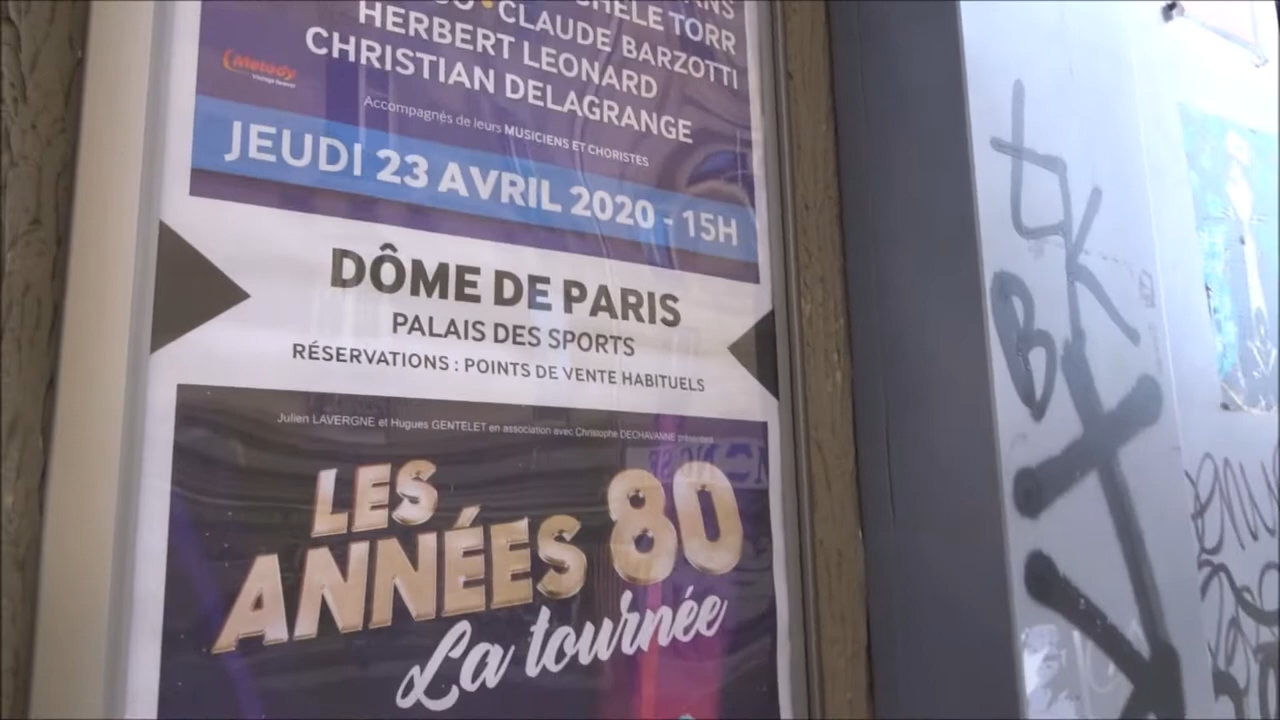 CLAUDE BARZOTTI
HERBERT LEONARD
CHRISTIAN DELAGRANGE
Melody
Vintage forever
Accompagnés de leurs MUSICIENS ET CHORISTES
JEUDI 23 AVRIL 2020 - 15H
DÔME DE PARIS
PALAIS DES SPORTS
RÉSERVATIONS : POINTS DE VENTE HABITUELS
Julien LAVERGNE et Hugues GENTELET en association avec Christophe DECHAVANNE présentent
LES
ANNÉES 80
La tournée